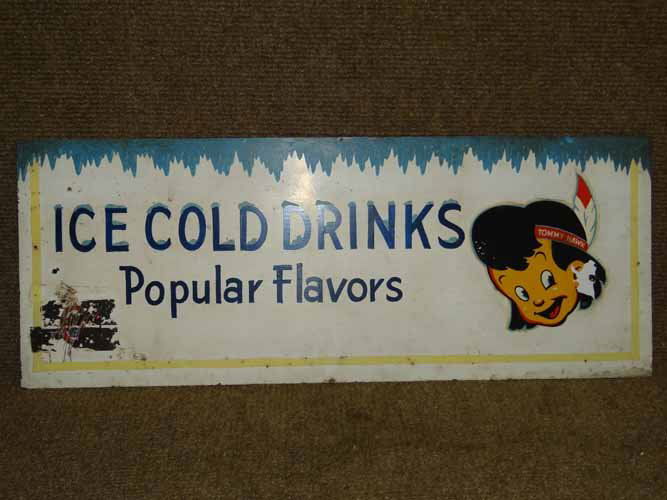 ICE COLD DRINKS
Popular Flavors
TOMMY HAWK